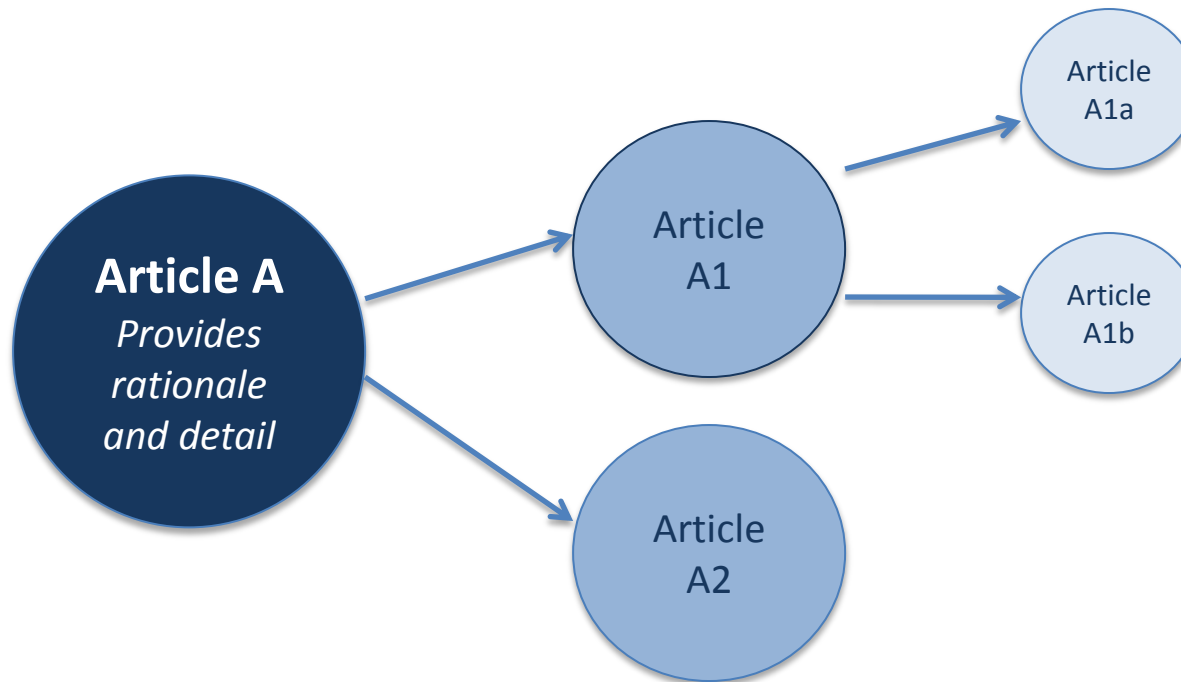 Article A
Provides
rationale
and detail
Article
A1
Article
A2
Article
A1a
Article
A1b